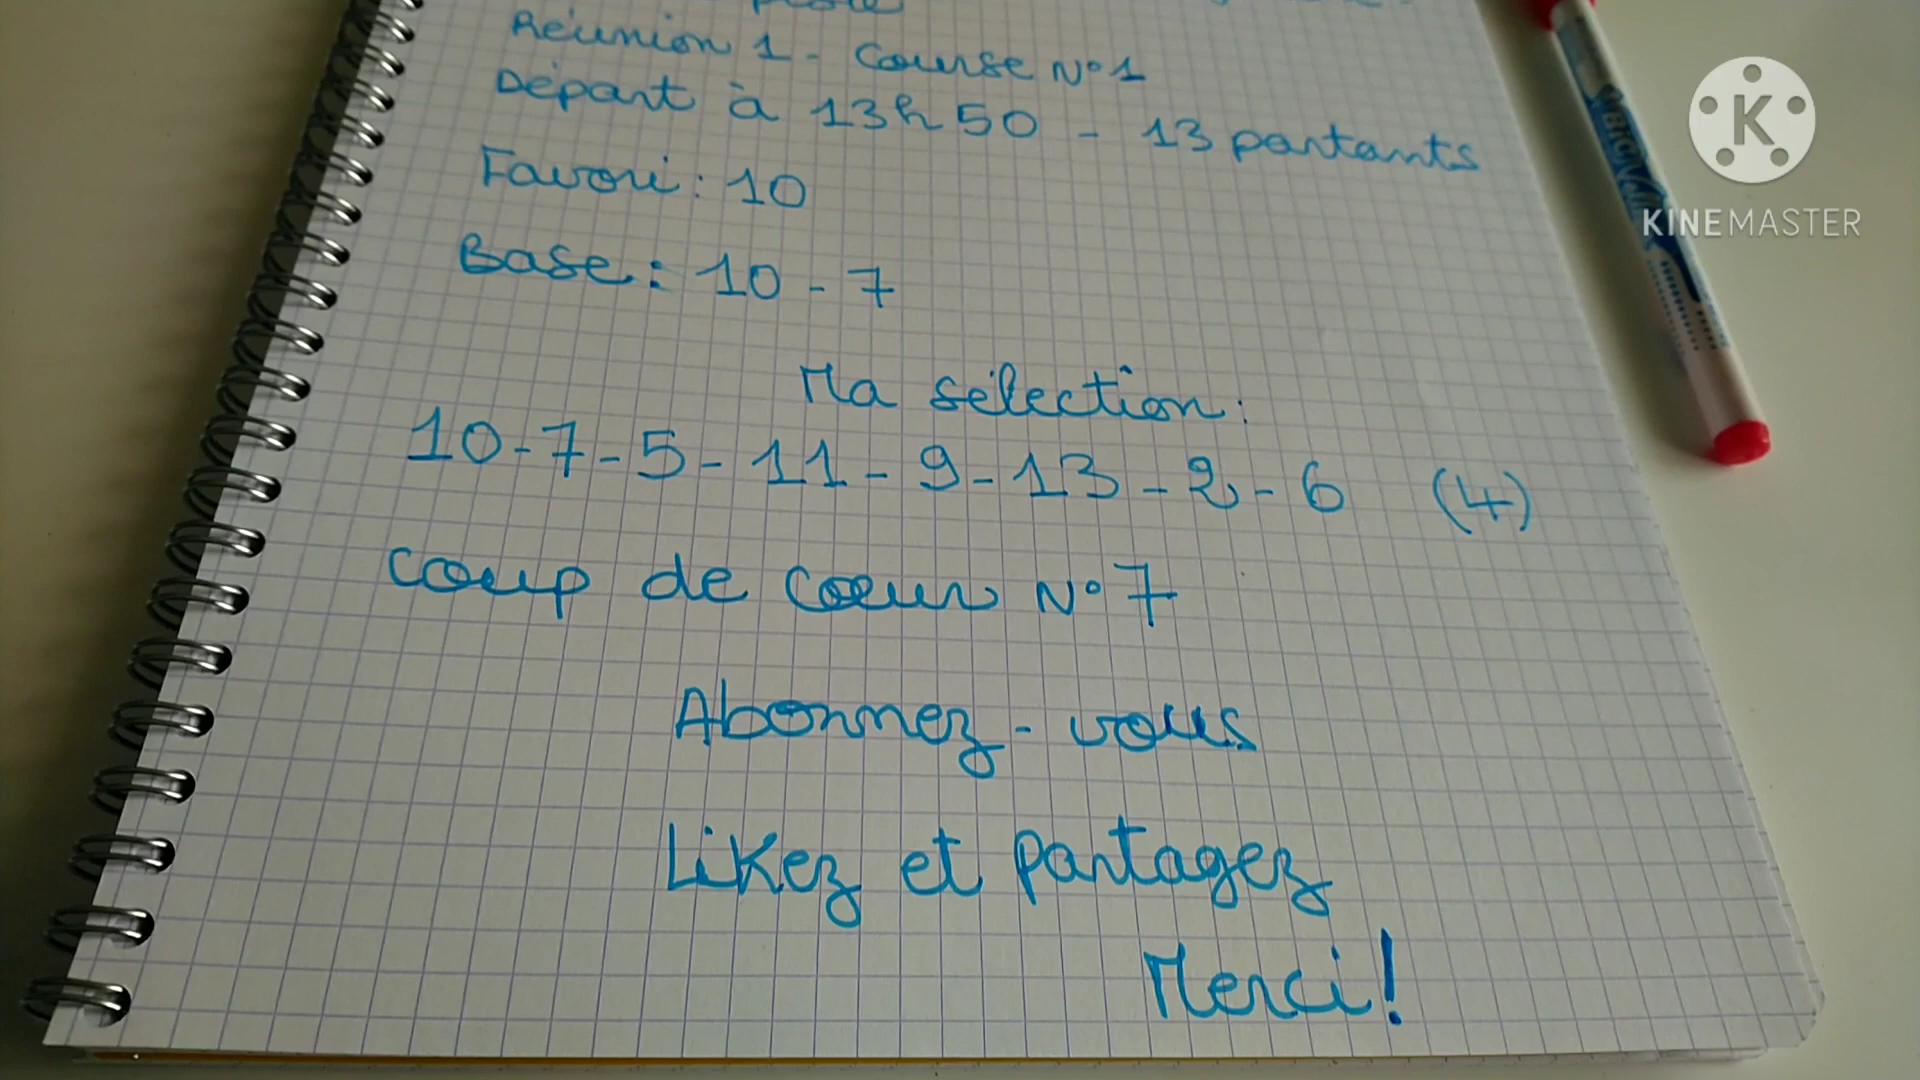 Réunion 1 - Course N°1
Départ à 13h50 - 13 partants
Favori : 10
Base : 10 - 7
Ma sélection :
10 - 7 - 5 - 11 - 9 - 13 - 2 - 6 (4)
Coup de coeur N°7
Abonnez-vous
Likez et partagez
Merci !
K
KINEMASTER